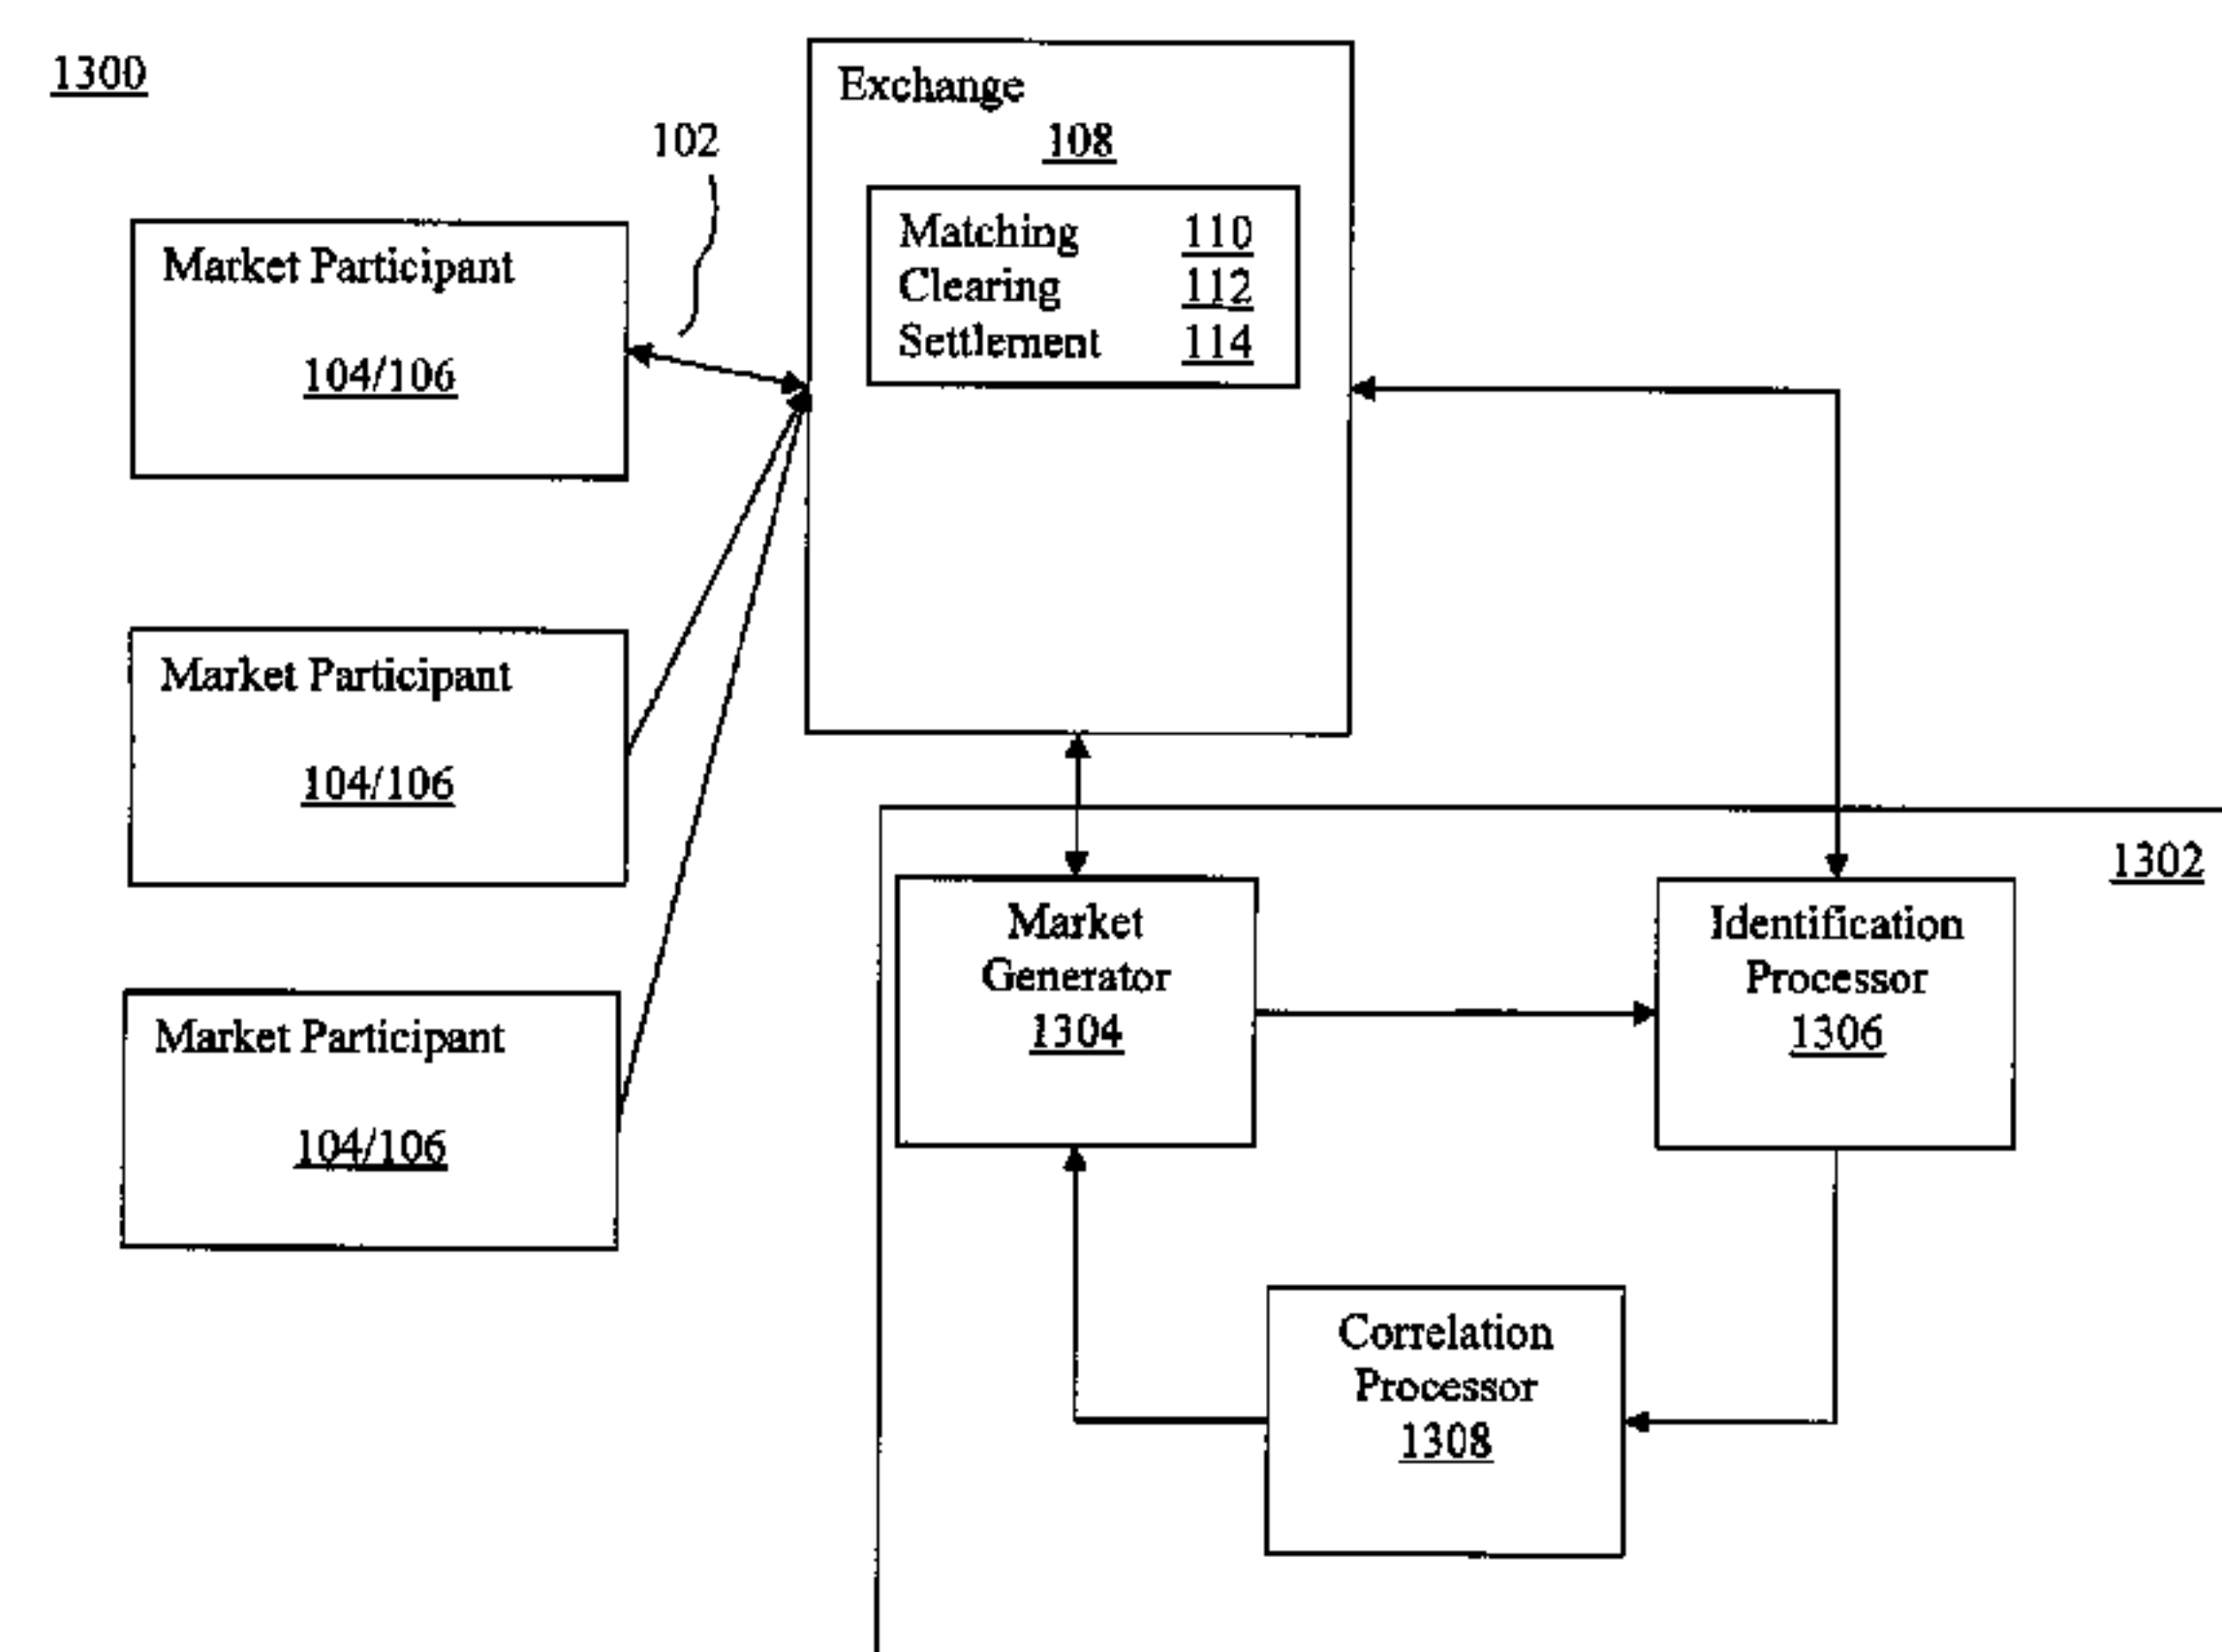 1300
102
Exchange
108
Matching 110
Clearing 112
Settlement 114
Market Participant
104/106
Market Participant
104/106
Market Participant
104/106
1302
Market
Generator
1304
Identification
Processor
1306
Correlation
Processor
1308